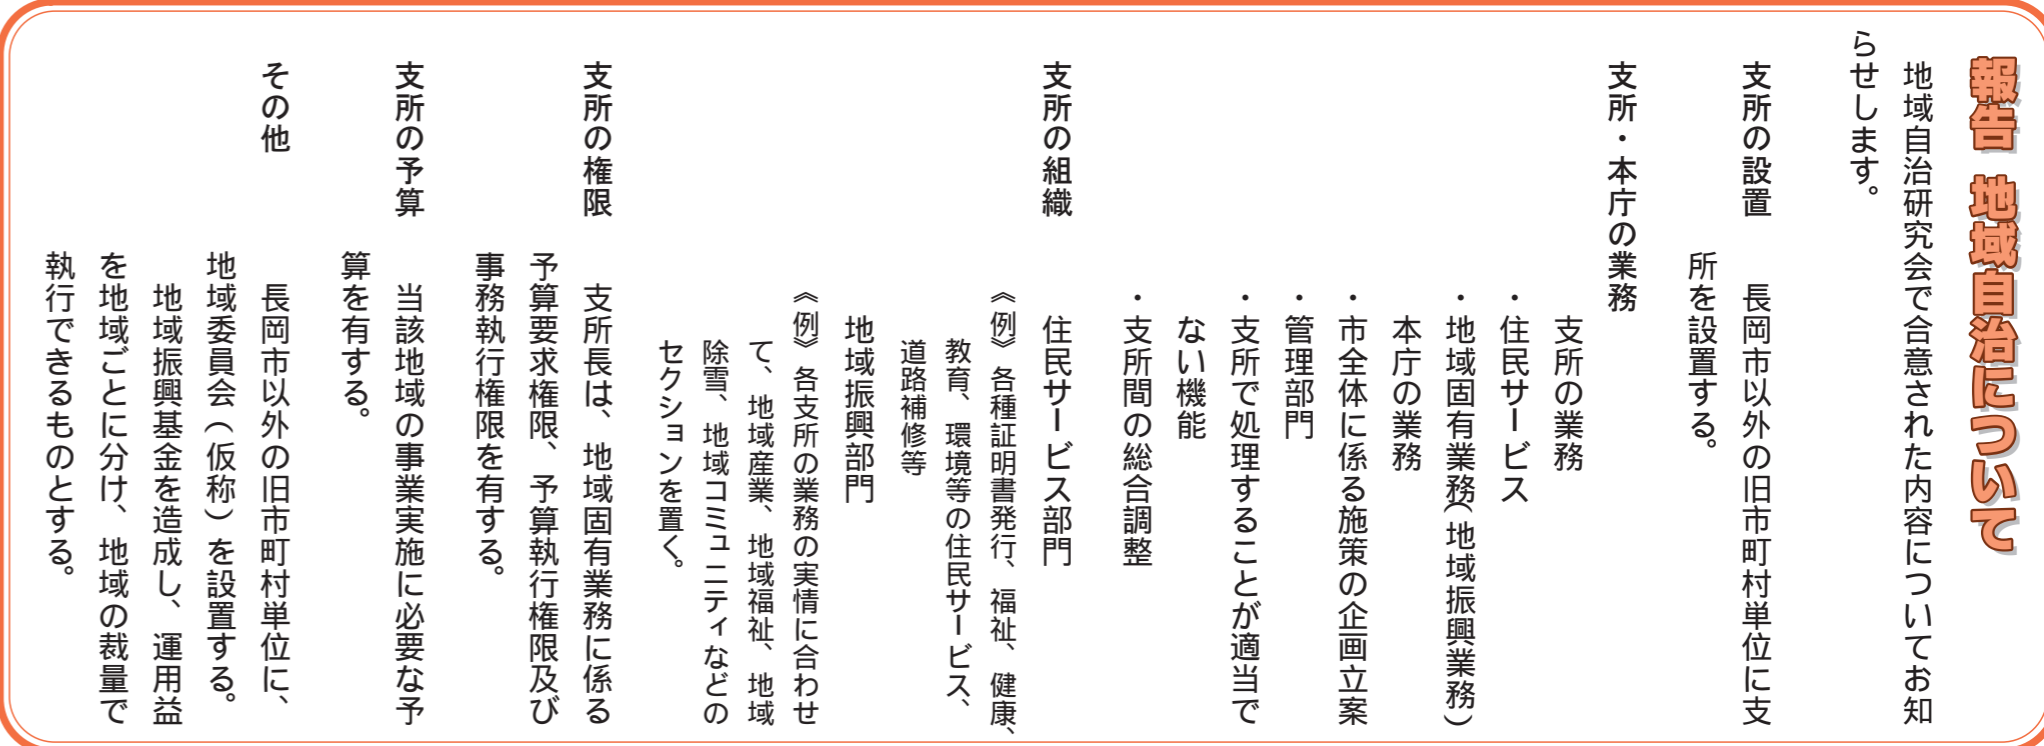 報告 地域自治について
地域自治研究会で合意された内容についてお知
らせします。
支所の設置 長岡市以外の旧市町村単位に支
所を設置する。
支所・本庁の業務
支所の業務
・住民サービス
・地域固有業務(地域振興業務)
本庁の業務
・市全体に係る施策の企画立案
・管理部門
・支所で処理することが適当で
ない機能
・支所間の総合調整
支所の組織 住民サービス部門
《例》各種証明書発行、福祉、健康、
教育、環境等の住民サービス、
道路補修等
地域振興部門
《例》各支所の業務の実情に合わせ
て、地域産業、地域福祉、地域
除雪、地域コミュニティなどの
セクションを置く。
支所の権限 支所長は、地域固有業務に係る
予算要求権限、予算執行権限及び
事務執行権限を有する。
支所の予算 当該地域の事業実施に必要な予
算を有する。
その他 長岡市以外の旧市町村単位に、
地域委員会(仮称)を設置する。
地域振興基金を造成し、運用益
を地域ごとに分け、地域の裁量で
執行できるものとする。